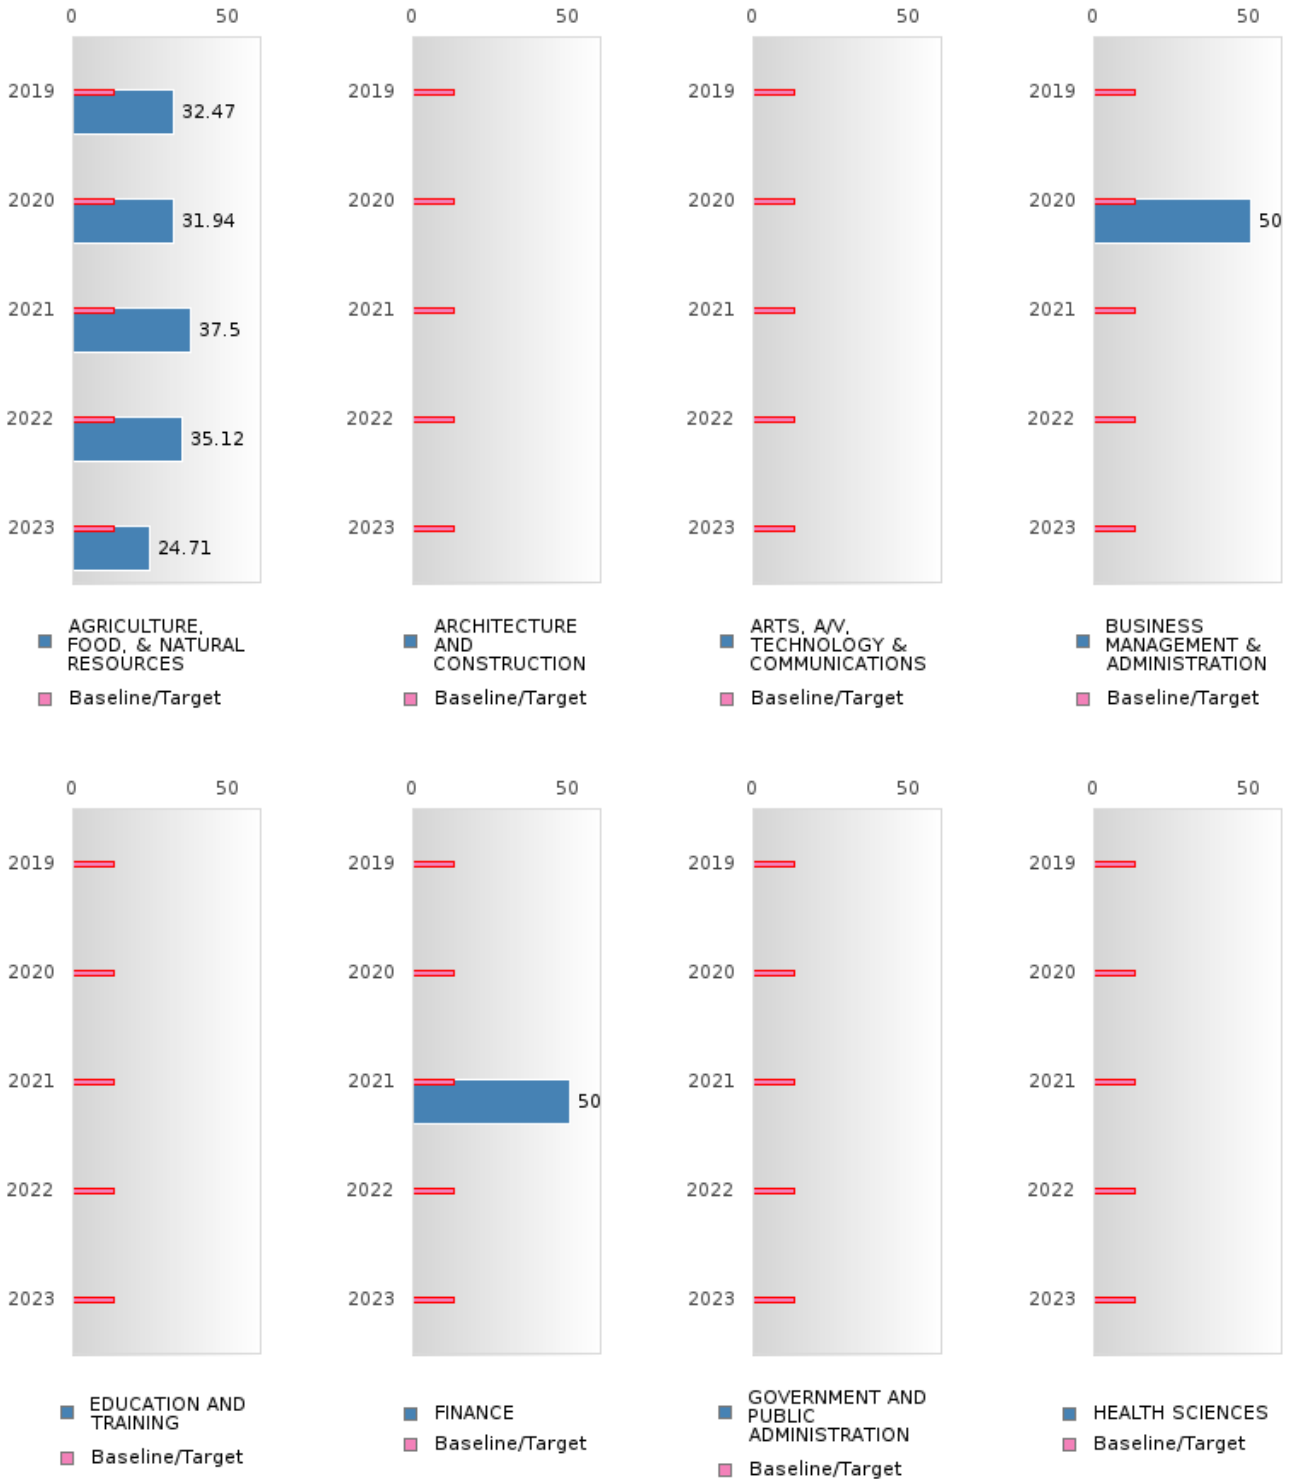 0 50
0 50
0 50
0 50
2019
32.47
2020
31.94
2021
37.5
2022
35.12
2023
24.71
2019
2020
2021
2022
2023
2019
2020
2021
2022
2023
2019
2020
50
2021
2022
2023
AGRICULTURE,
FOOD, & NATURAL
RESOURCES
Baseline/Target
ARCHITECTURE
AND
CONSTRUCTION
Baseline/Target
ARTS, A/V,
TECHNOLOGY &
COMMUNICATIONS
Baseline/Target
BUSINESS
MANAGEMENT &
ADMINISTRATION
Baseline/Target
0 50
0 50
0 50
0 50
2019
2020
2021
2022
2023
2019
2020
2021
50
2022
2023
2019
2020
2021
2022
2023
2019
2020
2021
2022
2023
EDUCATION AND
TRAINING
Baseline/Target
FINANCE
Baseline/Target
GOVERNMENT AND
PUBLIC
ADMINISTRATION
Baseline/Target
HEALTH SCIENCES
Baseline/Target